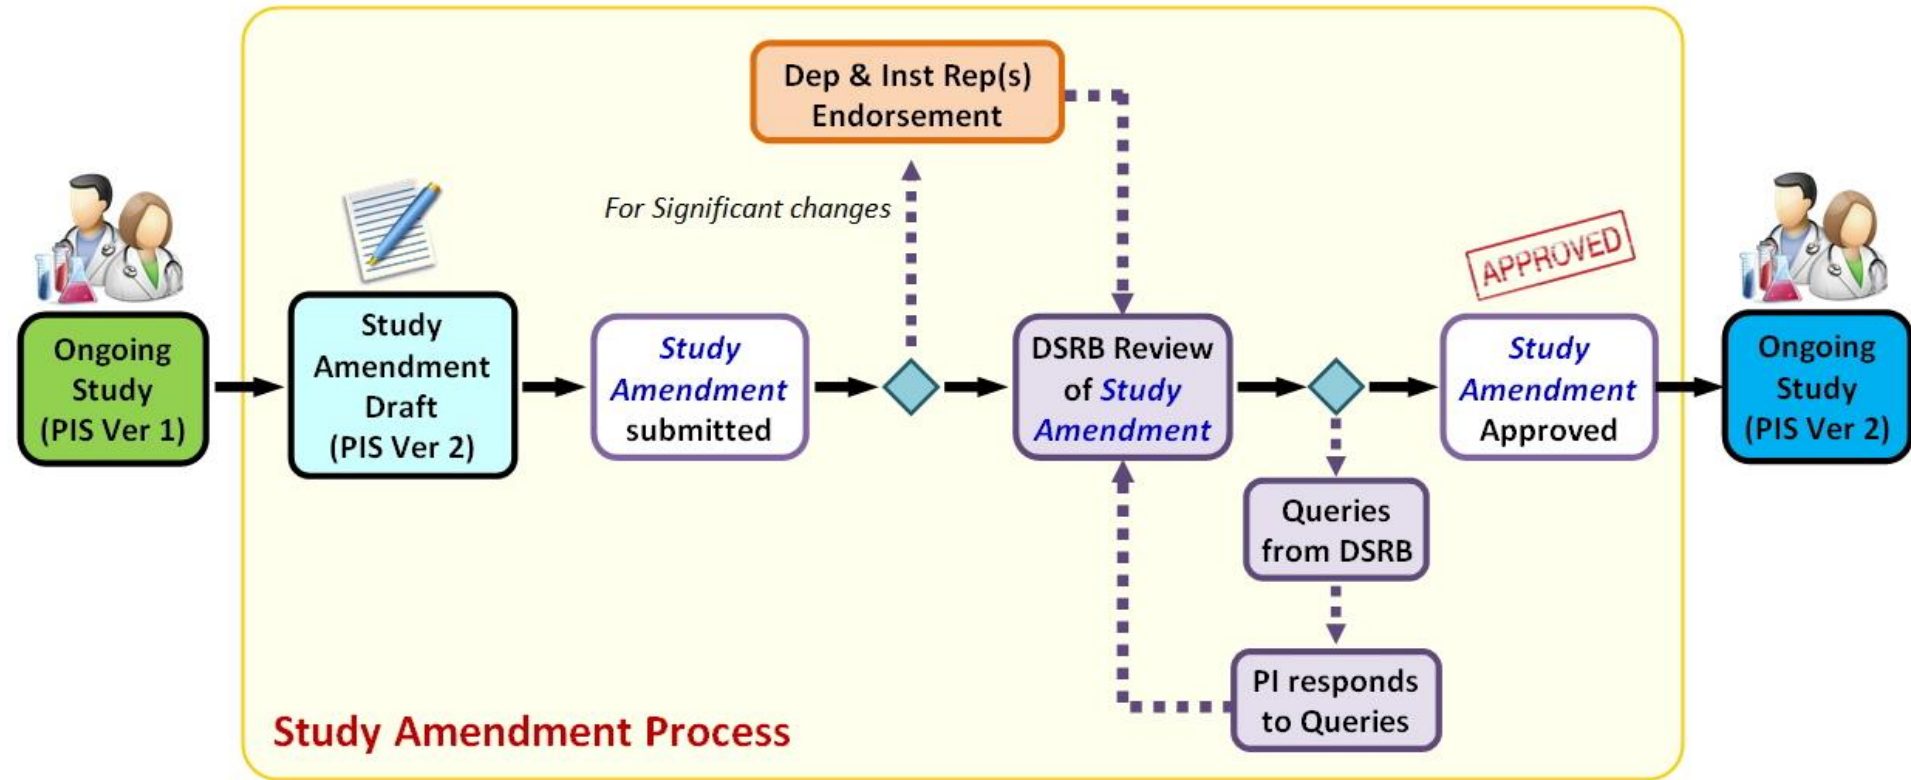 Dep & Inst Rep(s)
Endorsement
For Significant changes
APPROVED
Ongoing
Study
(PIS Ver 1)
Study
Amendment
Draft
(PIS Ver 2)
Study
Amendment
submitted
DSRB Review
of Study
Amendment
Study
Amendment
Approved
Ongoing
Study
(PIS Ver 2)
Queries
from DSRB
PI responds
to Queries
Study Amendment Process